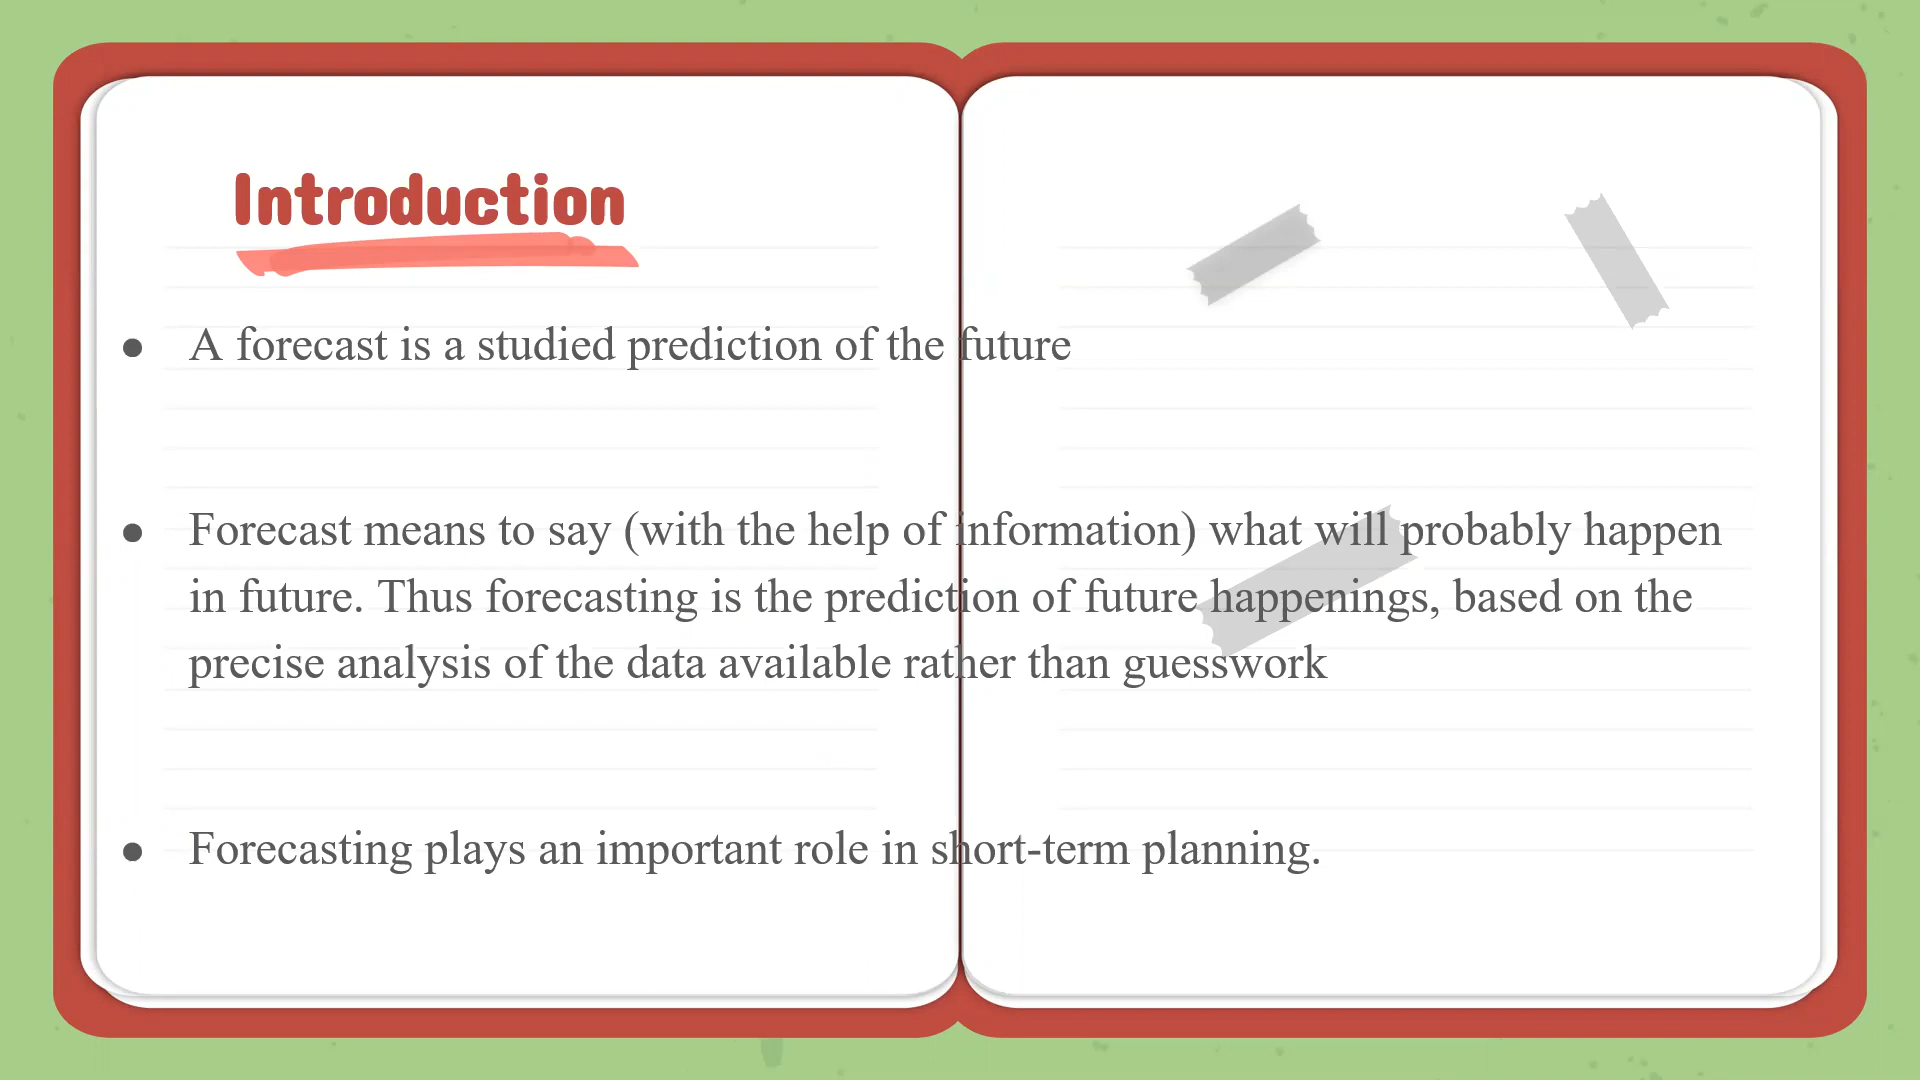 Introduction
● A forecast is a studied prediction of the future
● Forecast means to say (with the help of information) what will probably happen
in future. Thus forecasting is the prediction of future happenings, based on the
precise analysis of the data available rather than guesswork
● Forecasting plays an important role in short-term planning.